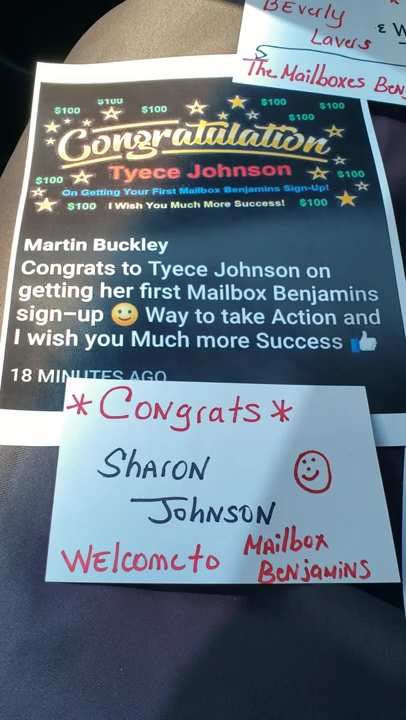 BEverly
Lavers
& W
The Mailboxes Ben
$100 $100 $100 $100 $100
$100
Congratulation
Tyece Johnson
$100 $100
On Getting Your First Mailbox Benjamins Sign-Up!
$100 I Wish You Much More Success! $100
Martin Buckley
Congrats to Tyece Johnson on
getting her first Mailbox Benjamins
sign-up 🙂 Way to take Action and
I wish you Much more Success 👍
18 MINUTES AGO
*Congrats*
Sharon
Johnson
Welcome to Mailbox
Benjamins